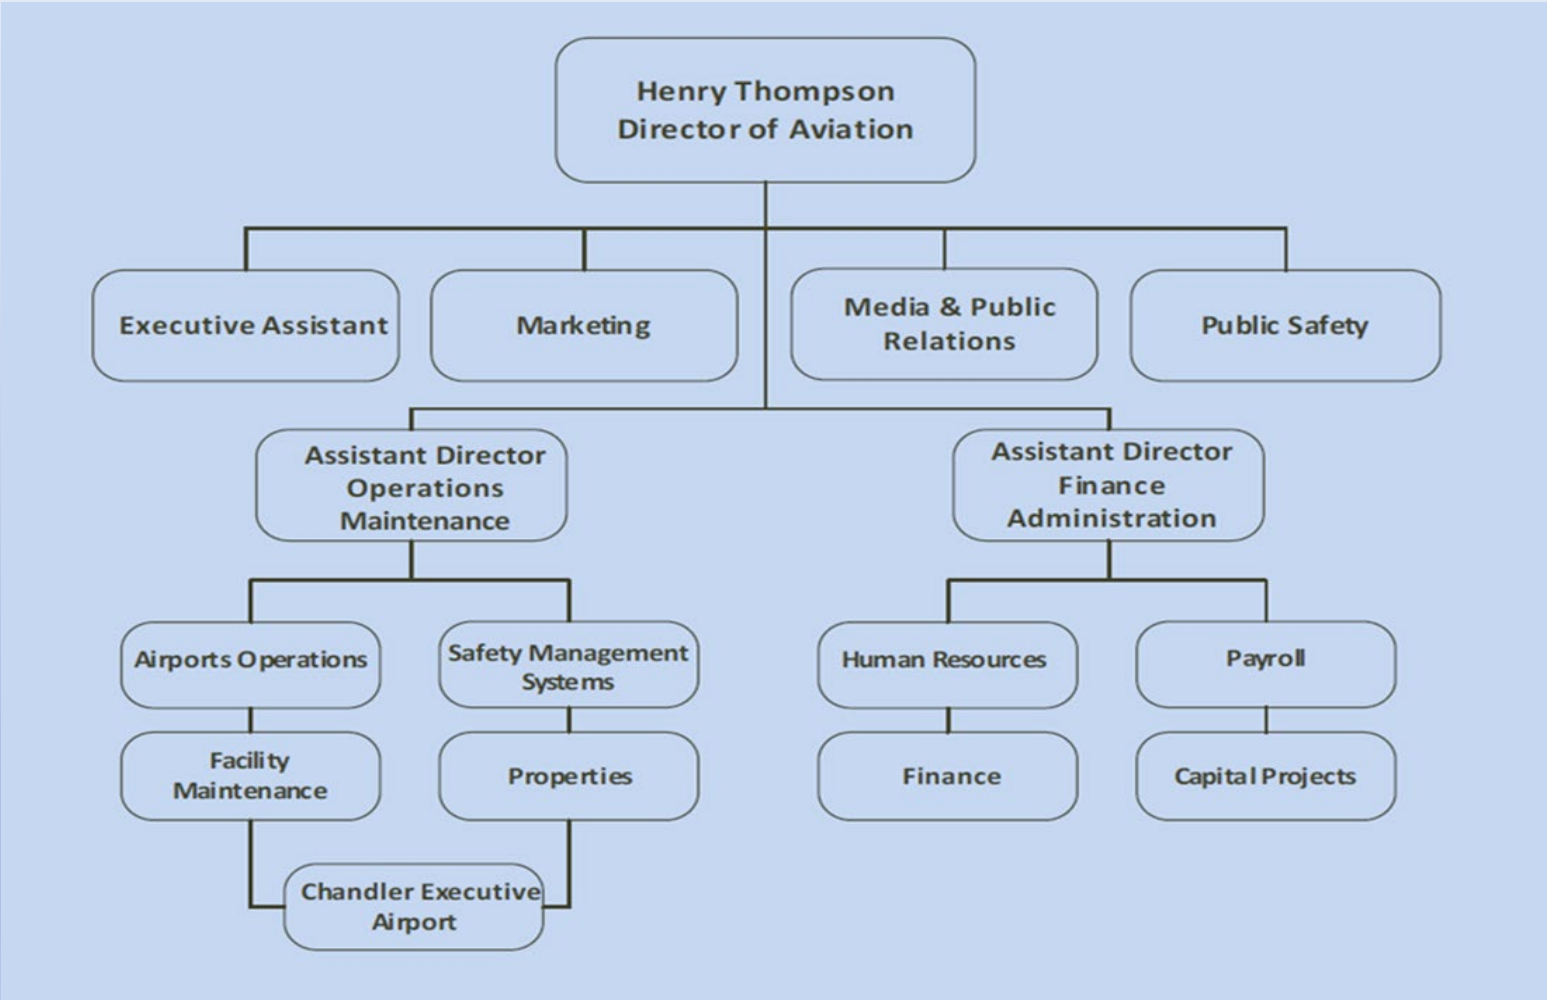 Henry Thompson
Director of Aviation
Executive Assistant
Marketing
Media & Public
Relations
Public Safety
Assistant Director
Operations
Maintenance
Assistant Director
Finance
Administration
Airports Operations
Safety Management
Systems
Human Resources
Payroll
Facility
Maintenance
Properties
Finance
Capital Projects
Chandler Executive
Airport